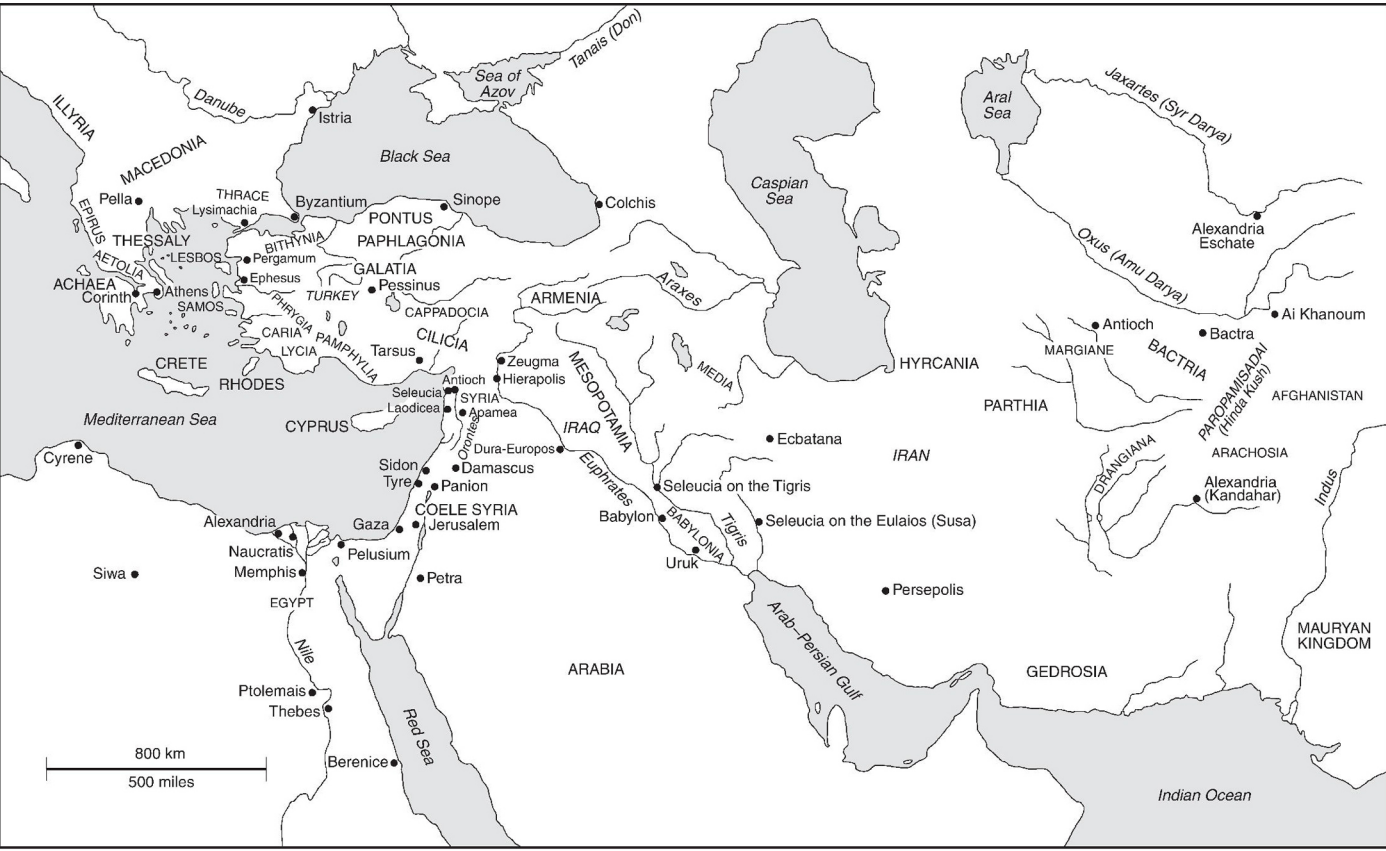 ILLYRIA
Danube
Istria
MACEDONIA
Black Sea
Sea of
Azov
Tanais (Don)
Caspian
Sea
Aral
Sea
Jaxartes (Syr Darya)
Pella
THRACE
Lysimachia
Byzantium
Sinope
Colchis
Alexandria
Eschate
EPIRUS
THESSALY
LESBOS
BITHYNIA
PONTUS
PAPHLAGONIA
Oxus (Amu Darya)
AETOLIA
Pergamum
GALATIA
Pessinus
ACHAEA
Corinth
Athens
SAMOS
Ephesus
TURKEY
PHRYGIA
CAPPADOCIA
ARMENIA
Araxes
Ai Khanoum
Antioch
Bactra
MARGIANE
BACTRIA
CARIA
LYCIA
PAMPHYLIA
CILICIA
Tarsus
Zeugma
Hierapolis
MESOPOTAMIA
MEDIA
HYRCANIA
PAROPAMISADAI
(Hinda Kush)
AFGHANISTAN
CRETE
RHODES
Antioch
Seleucia
SYRIA
Laodicea
Apamea
PARTHIA
Mediterranean Sea
CYPRUS
Orontes
IRAQ
Dura-Europos
Ecbatana
IRAN
DRANGIANA
ARACHOSIA
Cyrene
Sidon
Damascus
Tyre
Panion
Euphrates
Seleucia on the Tigris
Alexandria
(Kandahar)
Indus
COELE SYRIA
Alexandria
Gaza
Jerusalem
Babylon
BABYLONIA
Tigris
Seleucia on the Eulaios (Susa)
Naucratis
Pelusium
Uruk
Siwa
Memphis
Petra
Persepolis
EGYPT
Arab–Persian Gulf
MAURYAN
KINGDOM
Nile
ARABIA
GEDROSIA
Ptolemais
Thebes
Red Sea
Berenice
800 km
500 miles
Indian Ocean